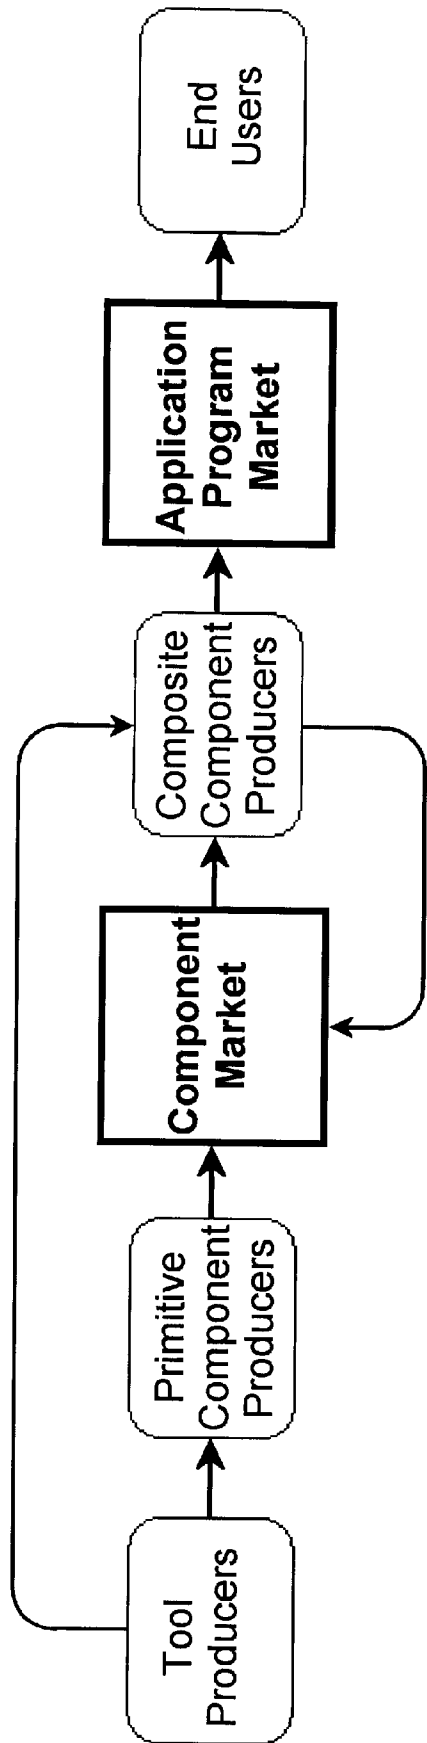 Tool
Producers
Primitive
Component
Producers
Component
Market
Composite
Component
Producers
Application
Program
Market
End
Users